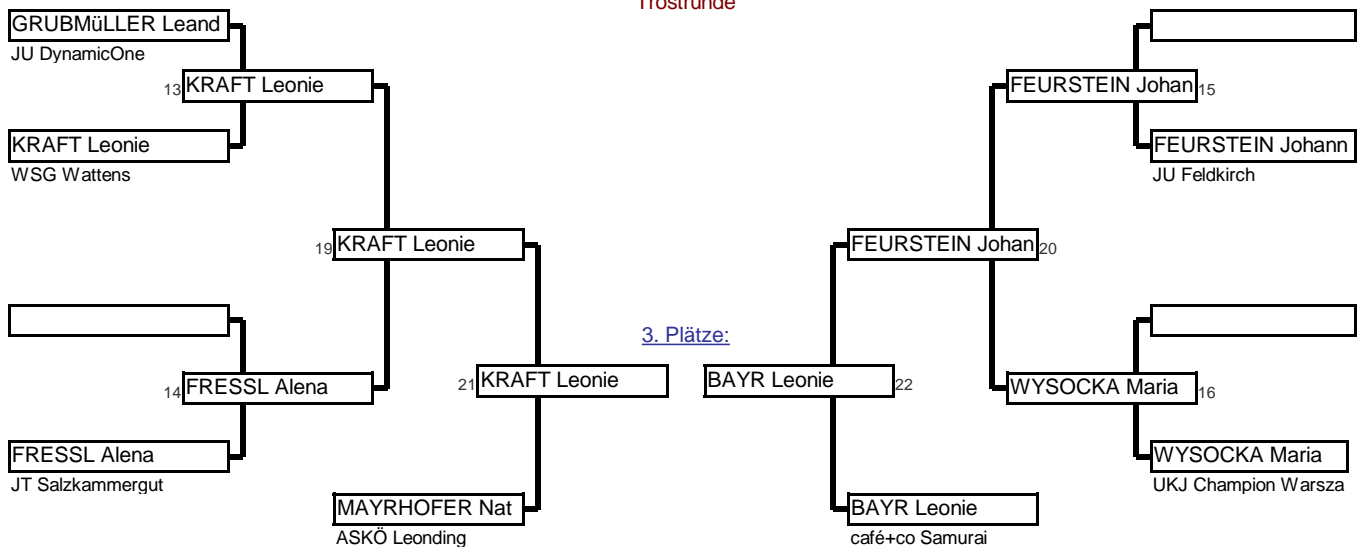 Trostrunde
GRUBMüLLER Leand
JU DynamicOne
13 KRAFT Leonie
FEURSTEIN Johan 15
KRAFT Leonie
WSG Wattens
FEURSTEIN Johann
JU Feldkirch
19 KRAFT Leonie
FEURSTEIN Johan 20
3. Plätze:
14 FRESSL Alena
21 KRAFT Leonie
BAYR Leonie 22
WYSOCKA Maria 16
FRESSL Alena
JT Salzkammergut
WYSOCKA Maria
UKJ Champion Warsza
MAYRHOFER Nat
ASKÖ Leonding
BAYR Leonie
café+co Samurai